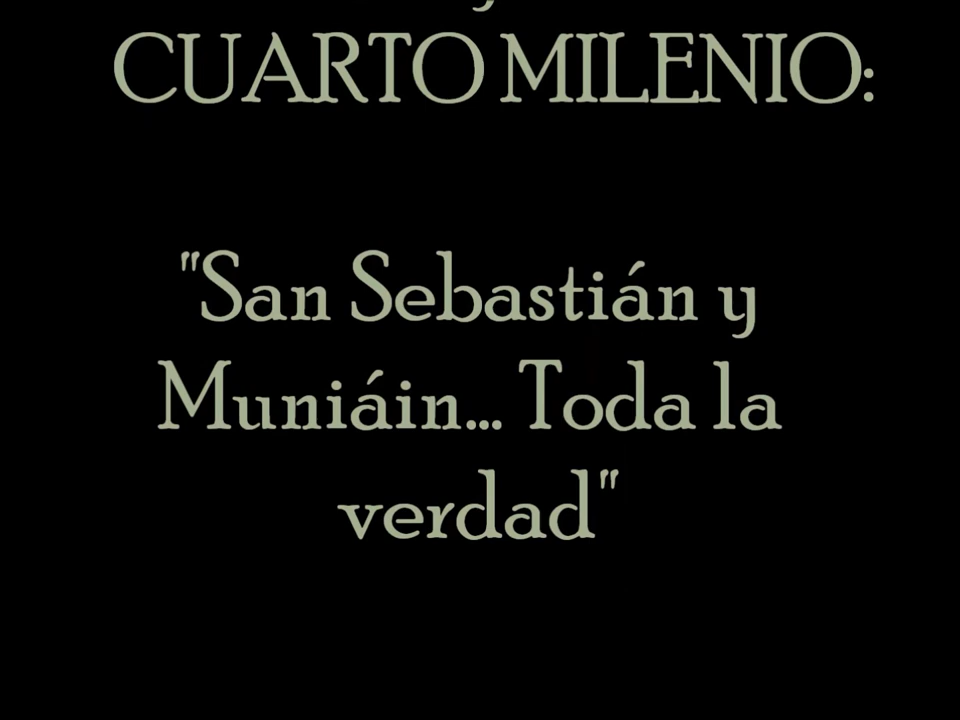 CUARTO MILENIO:
"San Sebastián y
Muniáin... Toda la
verdad"